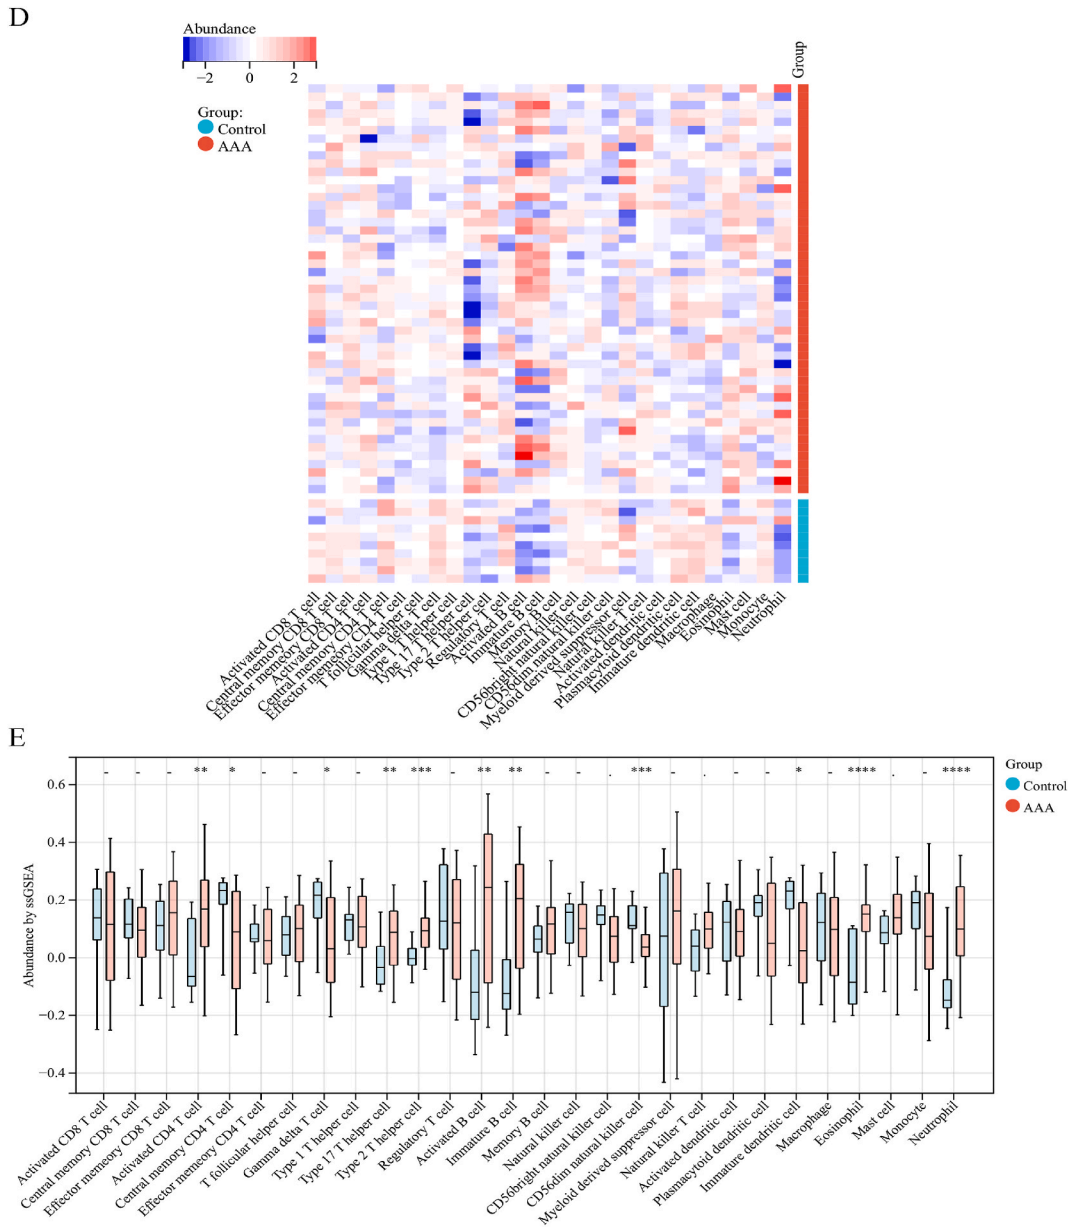 D
Abundance
−2 0 2
Group:
Control
AAA
Group
Activated CD8 T cell
Central memory CD8 T cell
Effector memeory CD8 T cell
Activated CD4 T cell
Central memory CD4 T cell
Effector memeory CD4 T cell
T follicular helper cell
Gamma delta T cell
Type 1 T helper cell
Type 17 T helper cell
Type 2 T helper cell
Regulatory T cell
Activated B cell
Immature B cell
Memory B cell
Natural killer cell
CD56bright natural killer cell
CD56dim natural killer cell
Myeloid derived suppressor cell
Natural killer T cell
Activated dendritic cell
Plasmacytoid dendritic cell
Immature dendritic cell
Macrophage
Eosinophil
Mast cell
Monocyte
Neutrophil
E
Abundance by ssGSEA
0.6
0.4
0.2
0.0
−0.2
−0.4
- - - ** * - - * - ** *** - ** ** - - . *** - . - - * - **** . - ****
Group
Control
AAA
Activated CD8 T cell
Central memory CD8 T cell
Effector memeory CD8 T cell
Activated CD4 T cell
Central memory CD4 T cell
Effector memeory CD4 T cell
T follicular helper cell
Gamma delta T cell
Type 1 T helper cell
Type 17 T helper cell
Type 2 T helper cell
Regulatory T cell
Activated B cell
Immature B cell
Memory B cell
Natural killer cell
CD56bright natural killer cell
CD56dim natural killer cell
Myeloid derived suppressor cell
Natural killer T cell
Activated dendritic cell
Plasmacytoid dendritic cell
Immature dendritic cell
Macrophage
Eosinophil
Mast cell
Monocyte
Neutrophil